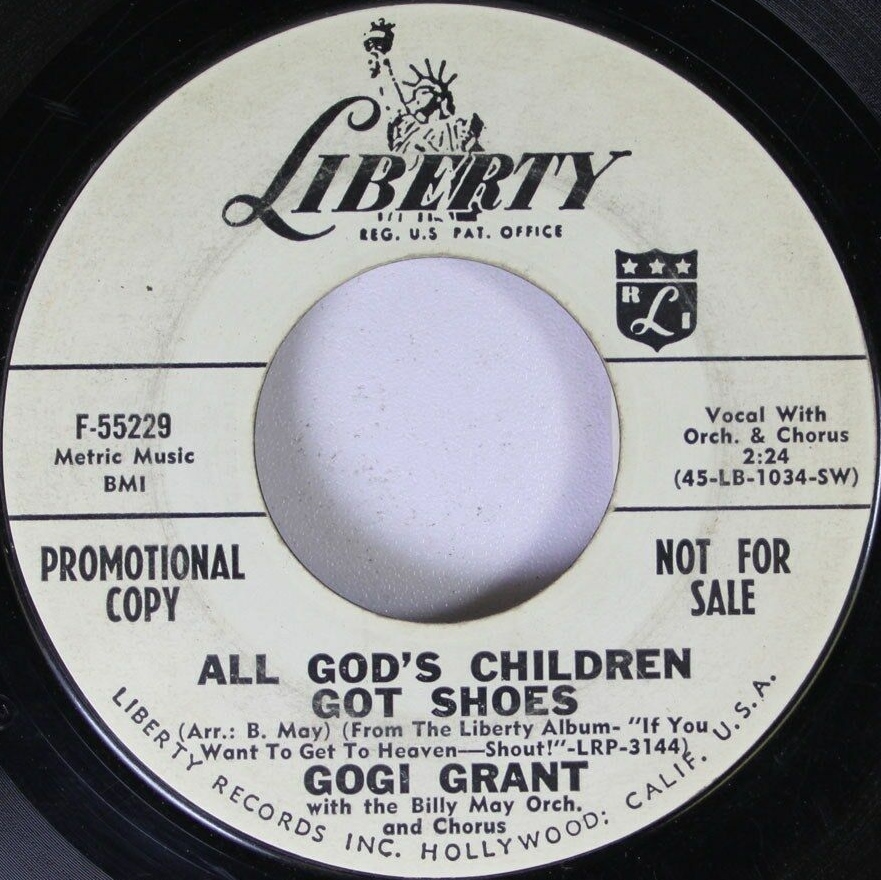 LIBERTY
REG. U.S PAT. OFFICE
R L I
F-55229
Metric Music
BMI
Vocal With
Orch. & Chorus
2:24
(45-LB-1034-SW)
PROMOTIONAL
COPY
NOT FOR
SALE
ALL GOD'S CHILDREN
GOT SHOES
(Arr.: B. May) (From The Liberty Album- "If You
Want To Get To Heaven—Shout!"-LRP-3144)
GOGI GRANT
with the Billy May Orch.
and Chorus
LIBERTY RECORDS INC. HOLLYWOOD; CALIF. U.S.A.